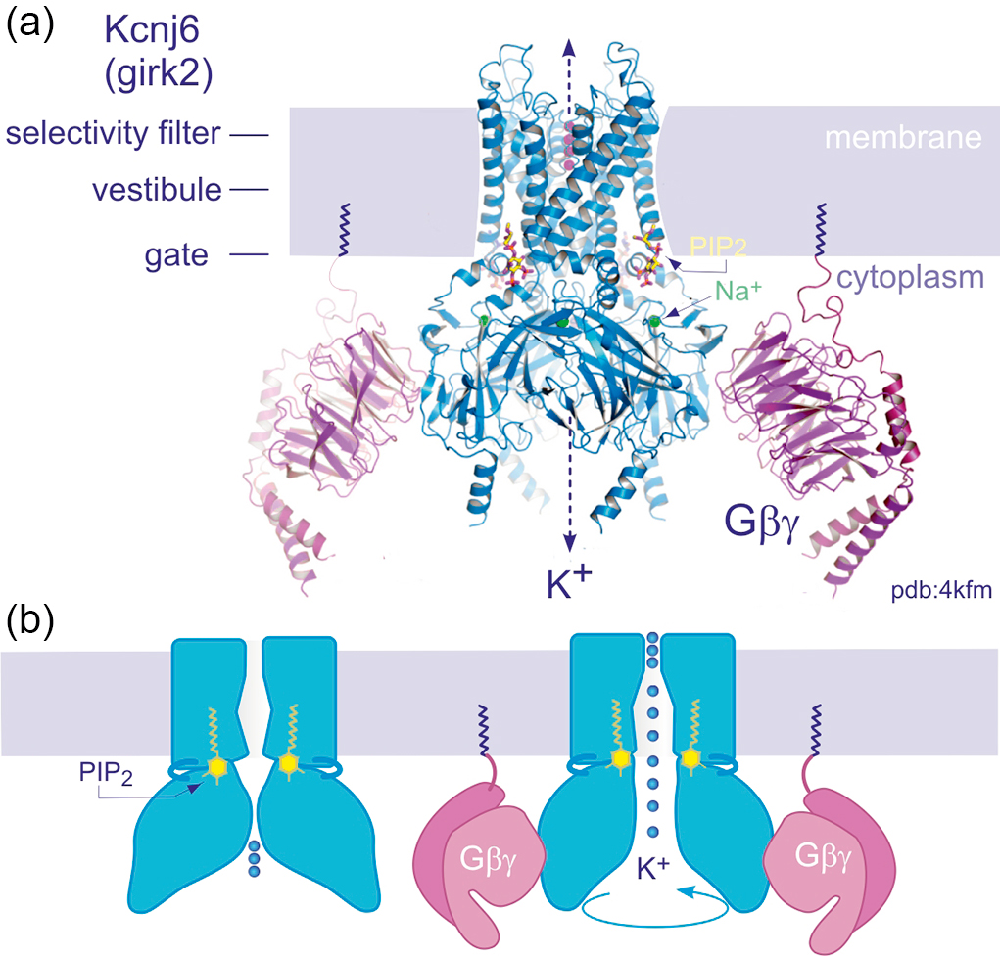 (a)
Kcnj6
(girk2)
selectivity filter
membrane
vestibule
gate
PIP2
cytoplasm
Na+
Gβγ
K+
pdb:4kfm
(b)
PIP2
Gβγ
K+
Gβγ